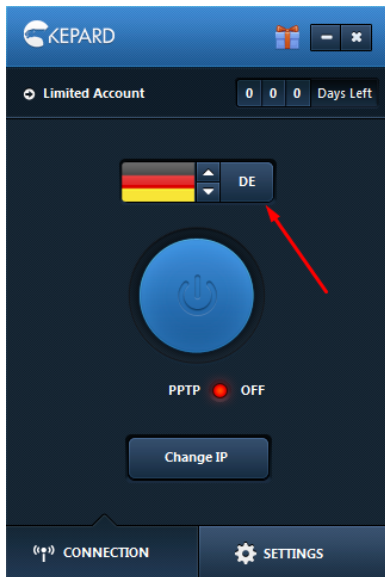 KEPARD
Limited Account 0 0 0 Days Left
DE
PPTP OFF
Change IP
CONNECTION SETTINGS